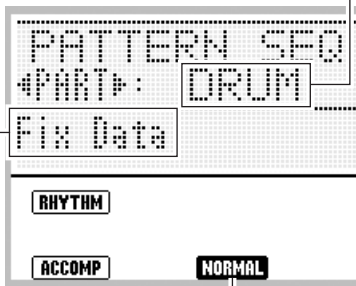 PATTERN SEQ
◄PART►: DRUM
Fix Data
RHYTHM
ACCOMP NORMAL